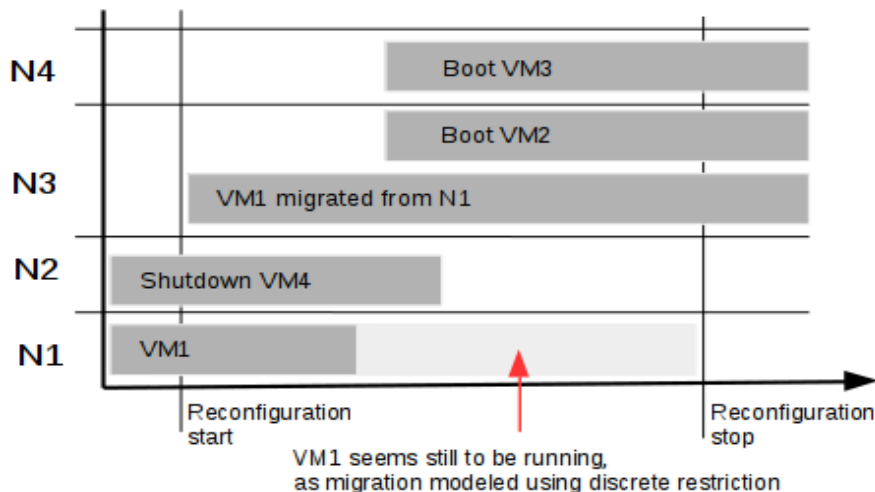 N4
Boot VM3
Boot VM2
N3
VM1 migrated from N1
N2
Shutdown VM4
N1
VM1
Reconfiguration
start
Reconfiguration
stop
VM1 seems still to be running,
as migration modeled using discrete restriction